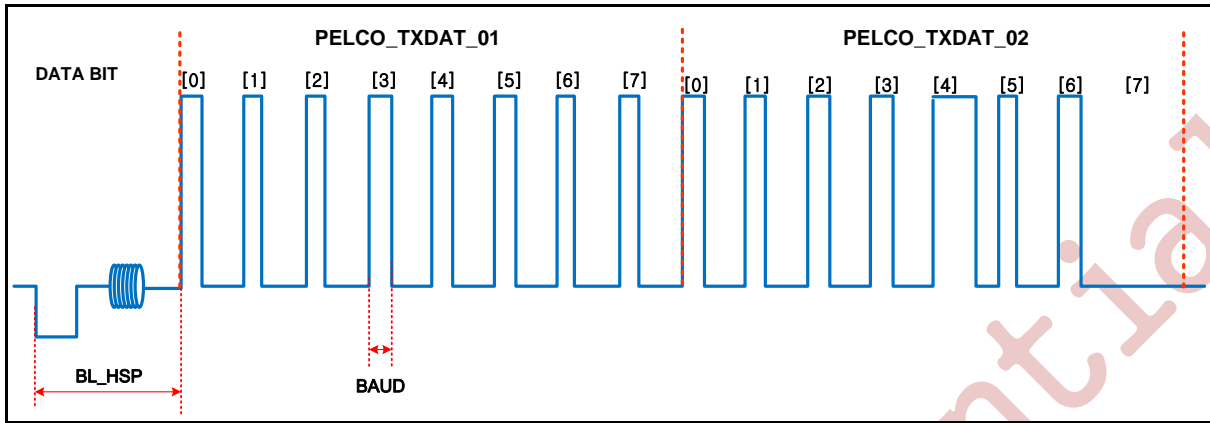 PELCO_TXDAT_01 PELCO_TXDAT_02
DATA BIT [0] [1] [2] [3] [4] [5] [6] [7] [0] [1] [2] [3] [4] [5] [6] [7]
BL_HSP
BAUD
ntial